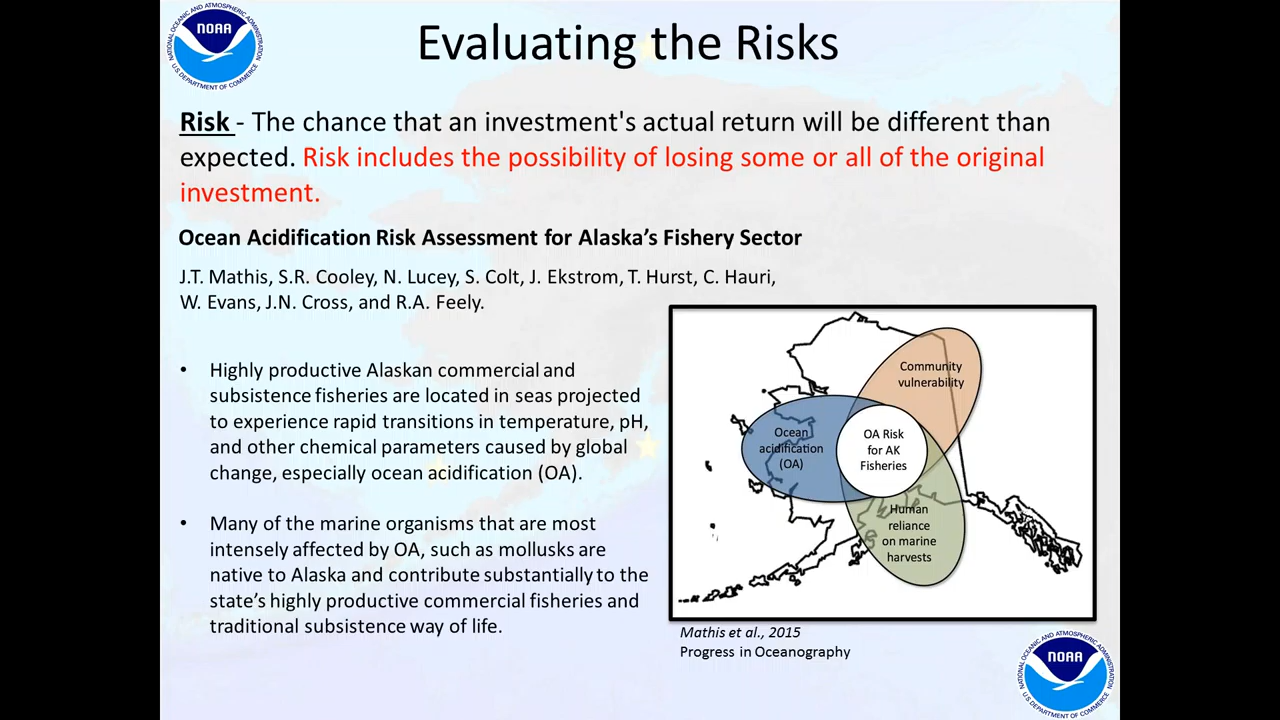 NOAA
NATIONAL OCEANIC AND ATMOSPHERIC ADMINISTRATION
U.S. DEPARTMENT OF COMMERCE
Evaluating the Risks
Risk - The chance that an investment's actual return will be different than
expected. Risk includes the possibility of losing some or all of the original
investment.
Ocean Acidification Risk Assessment for Alaska’s Fishery Sector
J.T. Mathis, S.R. Cooley, N. Lucey, S. Colt, J. Ekstrom, T. Hurst, C. Hauri,
W. Evans, J.N. Cross, and R.A. Feely.
• Highly productive Alaskan commercial and
subsistence fisheries are located in seas projected
to experience rapid transitions in temperature, pH,
and other chemical parameters caused by global
change, especially ocean acidification (OA).
• Many of the marine organisms that are most
intensely affected by OA, such as mollusks are
native to Alaska and contribute substantially to the
state’s highly productive commercial fisheries and
traditional subsistence way of life.
Community
vulnerability
Ocean
acidification
(OA)
OA Risk
for AK
Fisheries
Human
reliance
on marine
harvests
Mathis et al., 2015
Progress in Oceanography
NOAA
NATIONAL OCEANIC AND ATMOSPHERIC ADMINISTRATION
U.S. DEPARTMENT OF COMMERCE